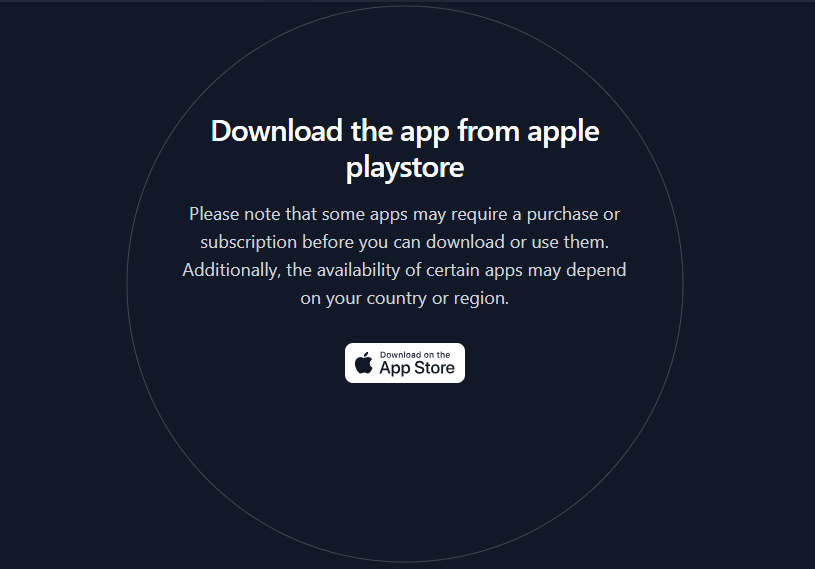 Download the app from apple
playstore
Please note that some apps may require a purchase or
subscription before you can download or use them.
Additionally, the availability of certain apps may depend
on your country or region.
Download on the
App Store